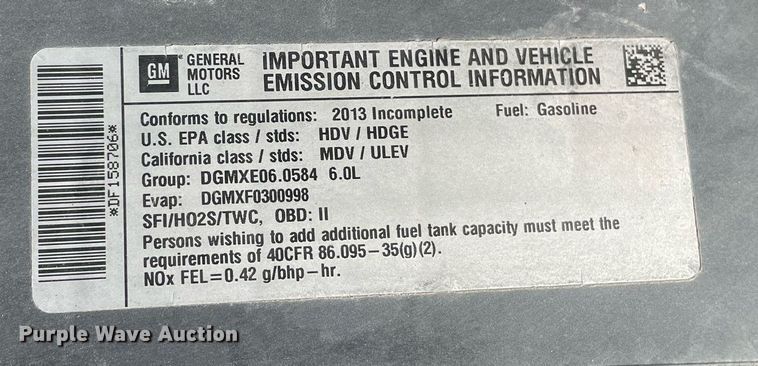 GM GENERAL MOTORS LLC
IMPORTANT ENGINE AND VEHICLE
EMISSION CONTROL INFORMATION
*DF158706*
Conforms to regulations: 2013 Incomplete Fuel: Gasoline
U.S. EPA class / stds: HDV / HDGE
California class / stds: MDV / ULEV
Group: DGMXE06.0584 6.0L
Evap: DGMXF0300998
SFI/HO2S/TWC, OBD: II
Persons wishing to add additional fuel tank capacity must meet the
requirements of 40CFR 86.095-35(g)(2).
NOx FEL=0.42 g/bhp-hr.
Purple Wave Auction